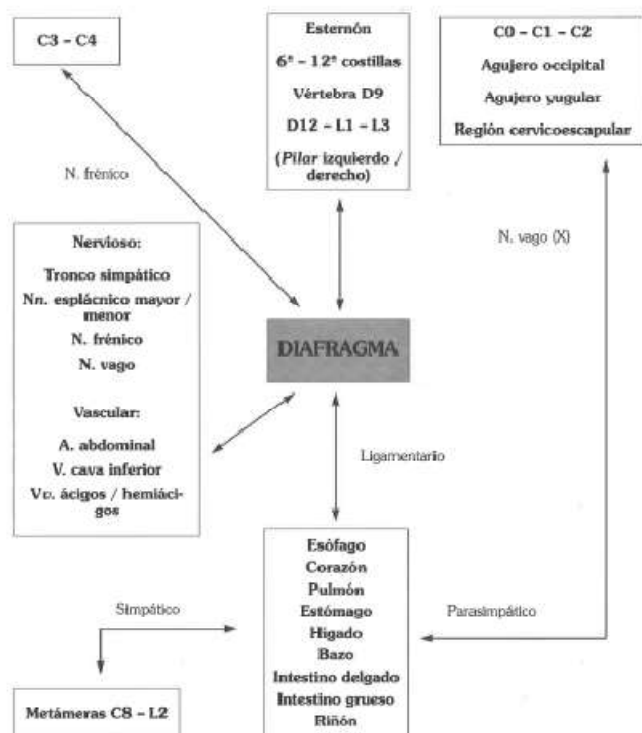 C3 – C4
Esternón
6ª – 12ª costillas
Vértebra D9
D12 – L1 – L3
(Pilar izquierdo /
derecho)
C0 – C1 – C2
Agujero occipital
Agujero yugular
Región cervicoescapular
N. frénico
N. vago (X)
Nervioso:
Tronco simpático
Nn. esplácnico mayor /
menor
N. frénico
N. vago
Vascular:
A. abdominal
V. cava inferior
Vv. ácigos / hemiáci-
gos
DIAFRAGMA
Ligamentario
Esófago
Corazón
Pulmón
Estómago
Hígado
Bazo
Intestino delgado
Intestino grueso
Riñón
Simpático
Parasimpático
Metámeras C8 – L2